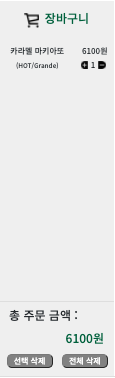 장바구니
카라멜 마키아또 6100원
(HOT/Grande) + 1 -
총 주문 금액 :
6100원
선택 삭제 전체 삭제